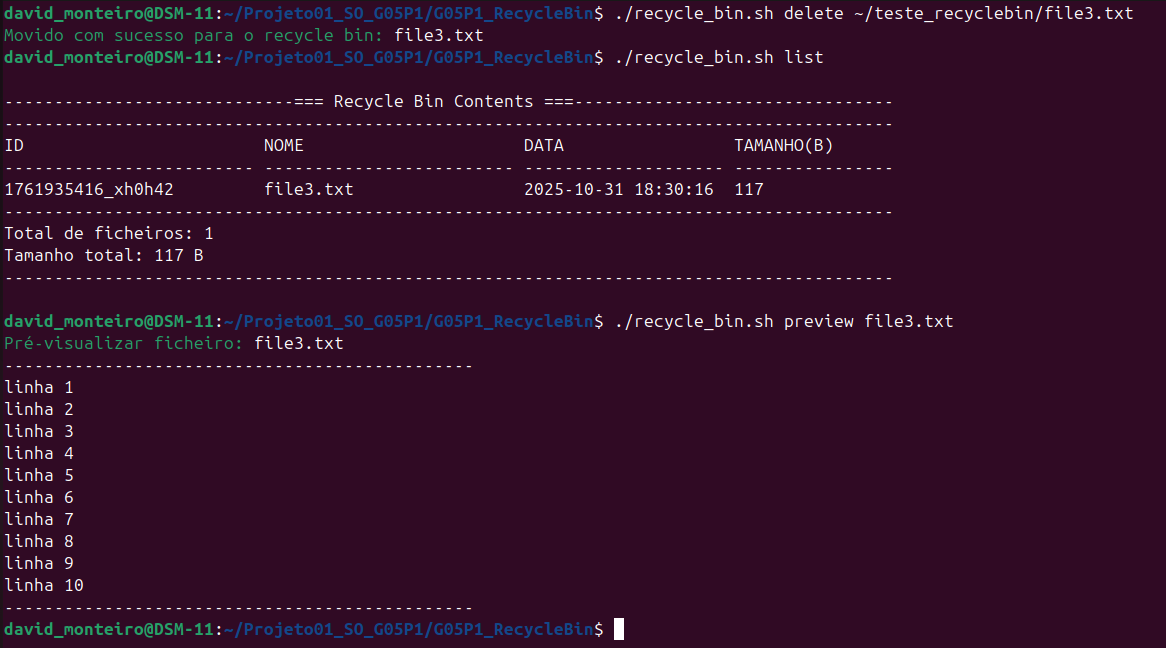 david_monteiro@DSM-11:~/Projeto01_SO_G05P1/G05P1_RecycleBin$ ./recycle_bin.sh delete ~/teste_recyclebin/file3.txt
Movido com sucesso para o recycle bin: file3.txt
david_monteiro@DSM-11:~/Projeto01_SO_G05P1/G05P1_RecycleBin$ ./recycle_bin.sh list
-----------------------------=== Recycle Bin Contents ===--------------------------------
-----------------------------------------------------------------------------------------
ID                        NOME                      DATA                 TAMANHO(B)
------------------------- ------------------------- -------------------- ----------------
1761935416_xh0h42         file3.txt                 2025-10-31 18:30:16  117
-----------------------------------------------------------------------------------------
Total de ficheiros: 1
Tamanho total: 117 B
-----------------------------------------------------------------------------------------
david_monteiro@DSM-11:~/Projeto01_SO_G05P1/G05P1_RecycleBin$ ./recycle_bin.sh preview file3.txt
Pré-visualizar ficheiro: file3.txt
-----------------------------------------------
linha 1
linha 2
linha 3
linha 4
linha 5
linha 6
linha 7
linha 8
linha 9
linha 10
-----------------------------------------------
david_monteiro@DSM-11:~/Projeto01_SO_G05P1/G05P1_RecycleBin$